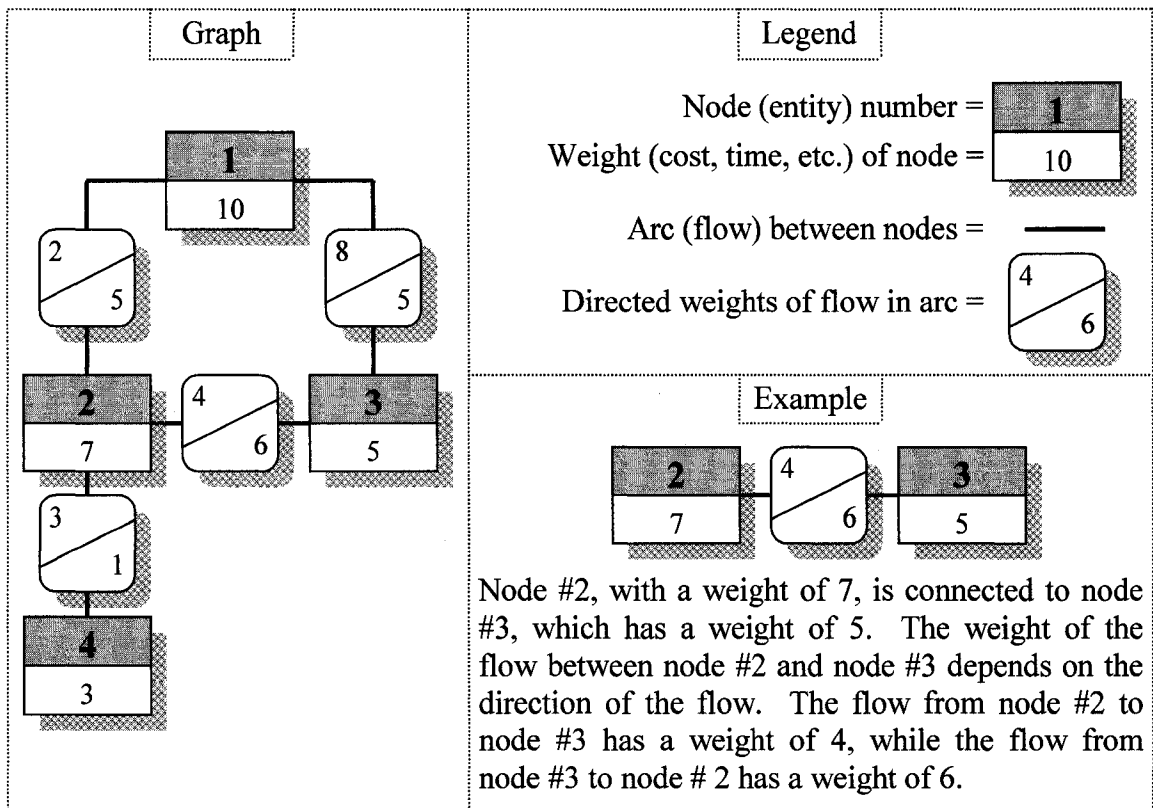 Graph
1
10
2
5
8
5
2
7
4
6
3
5
3
1
4
3
Legend
Node (entity) number =
1
Weight (cost, time, etc.) of node =
10
Arc (flow) between nodes =
Directed weights of flow in arc =
4
6
Example
2
7
4
6
3
5
Node #2, with a weight of 7, is connected to node
#3, which has a weight of 5. The weight of the
flow between node #2 and node #3 depends on the
direction of the flow. The flow from node #2 to
node #3 has a weight of 4, while the flow from
node #3 to node # 2 has a weight of 6.